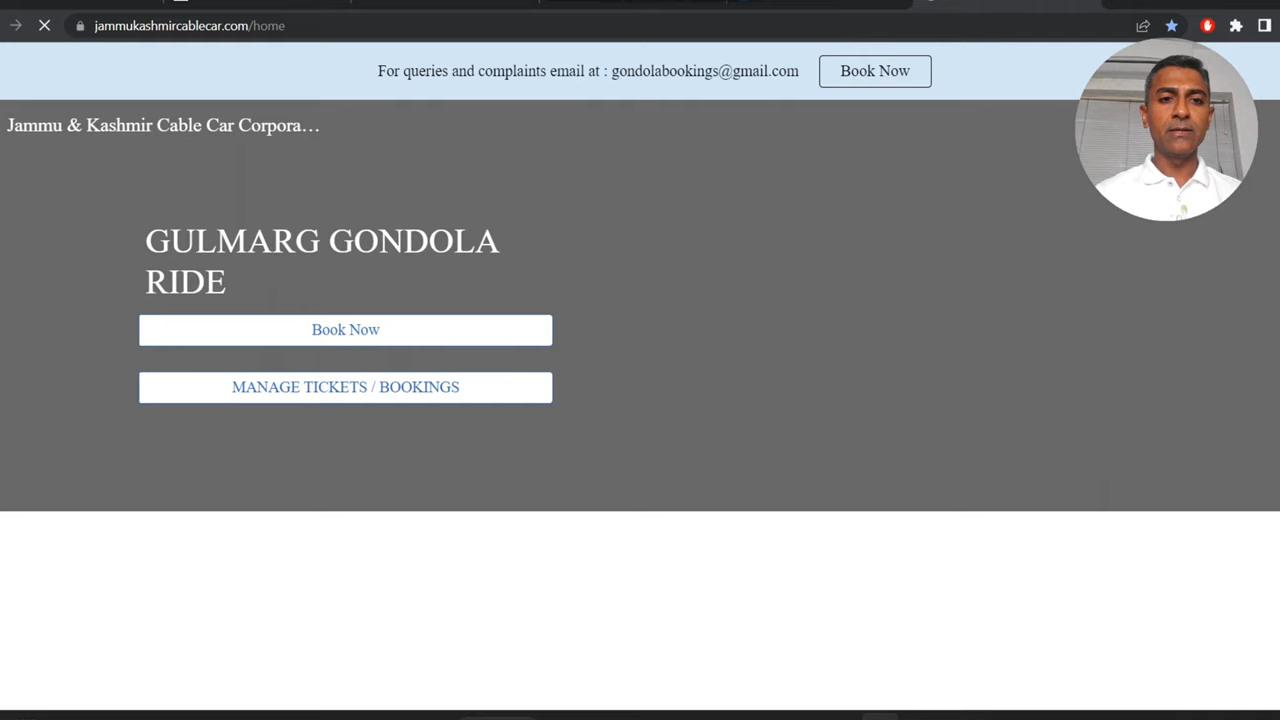 jammukashmircablecar.com/home
For queries and complaints email at : gondolabookings@gmail.com
Book Now
Jammu & Kashmir Cable Car Corpora…
GULMARG GONDOLA
RIDE
Book Now
MANAGE TICKETS / BOOKINGS